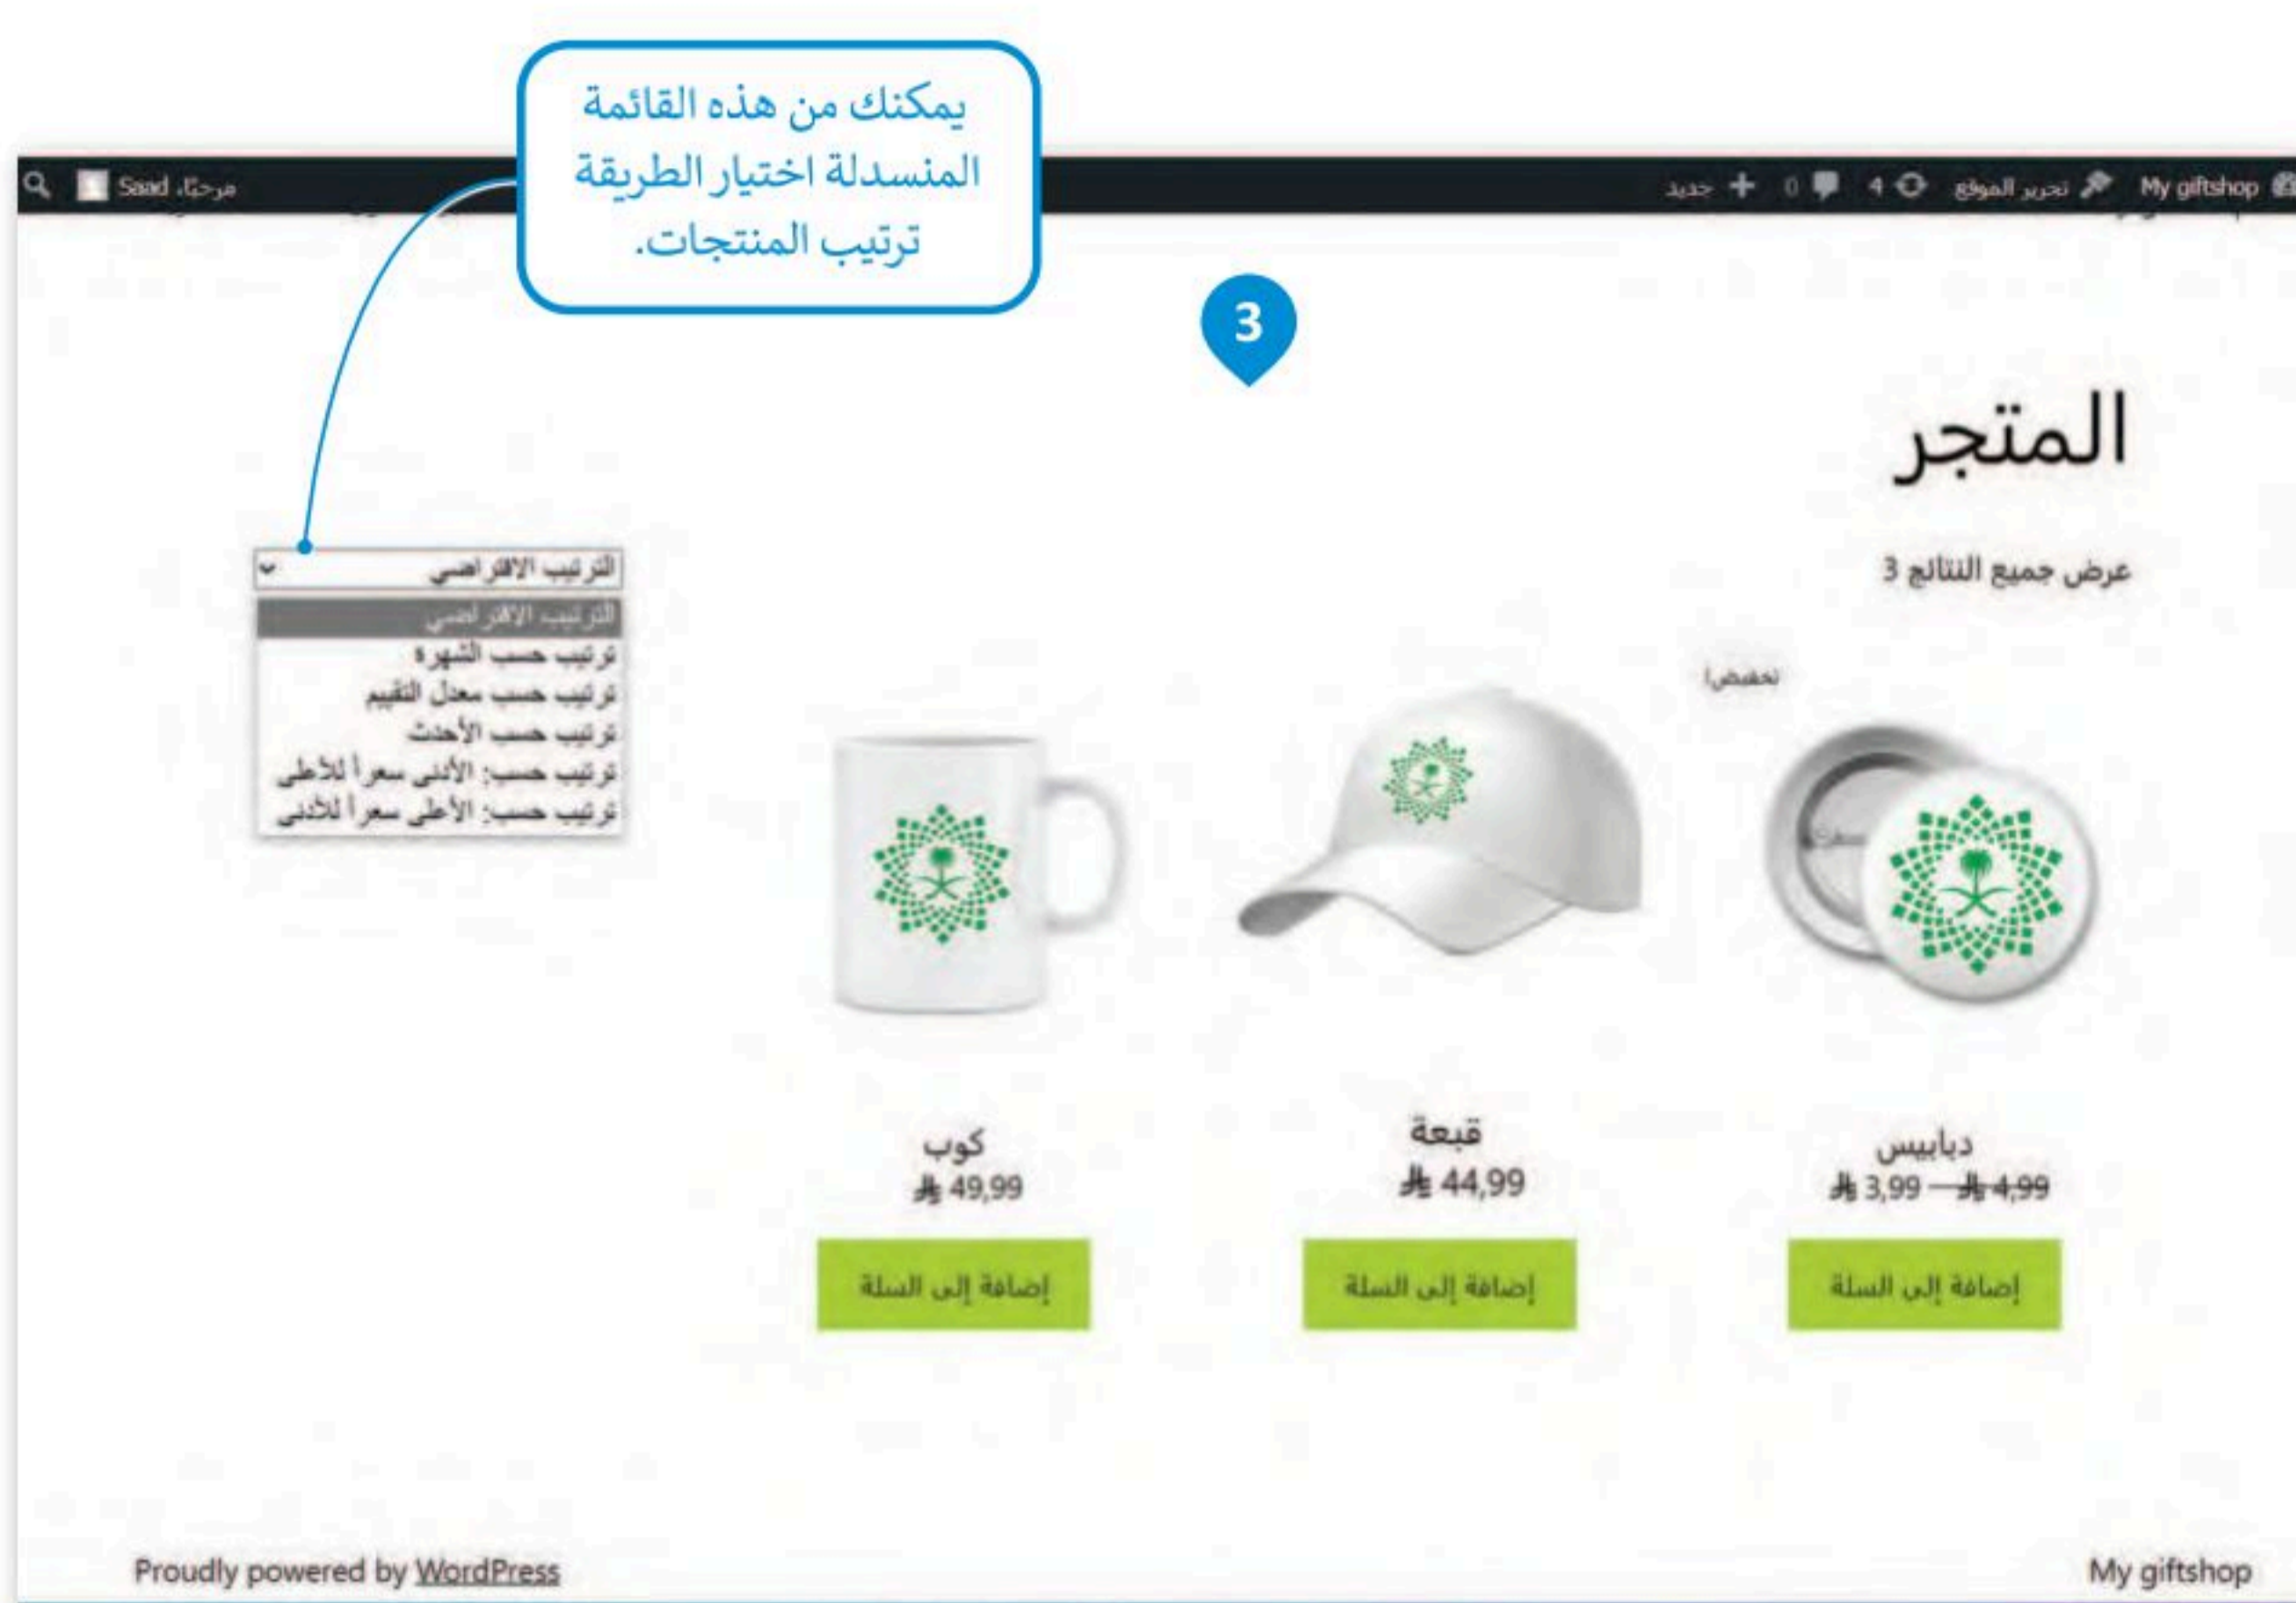 يمكنك من هذه القائمة
المنسدلة اختيار الطريقة
ترتيب المنتجات.
My giftshop تحرير الموقع 4 0 + جديد
مرحبًا، Saad
3
المتجر
عرض جميع النتائج 3
الترتيب الافتراضي
الترتيب الافتراضي
ترتيب حسب الشهرة
ترتيب حسب معدل التقييم
ترتيب حسب الأحدث
ترتيب حسب: الأدنى سعراً للأعلى
ترتيب حسب: الأعلى سعراً للأدنى
تخفيض!
دبابيس
4,99 3,99
إضافة إلى السلة
قبعة
44,99
إضافة إلى السلة
كوب
49,99
إضافة إلى السلة
My giftshop
Proudly powered by WordPress